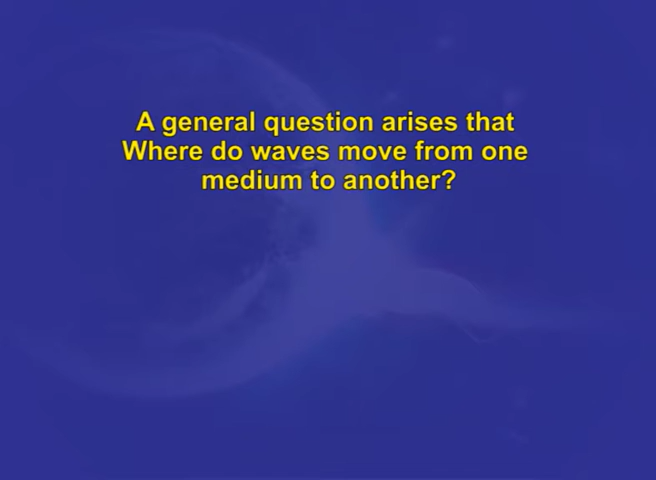 A general question arises that
Where do waves move from one
medium to another?